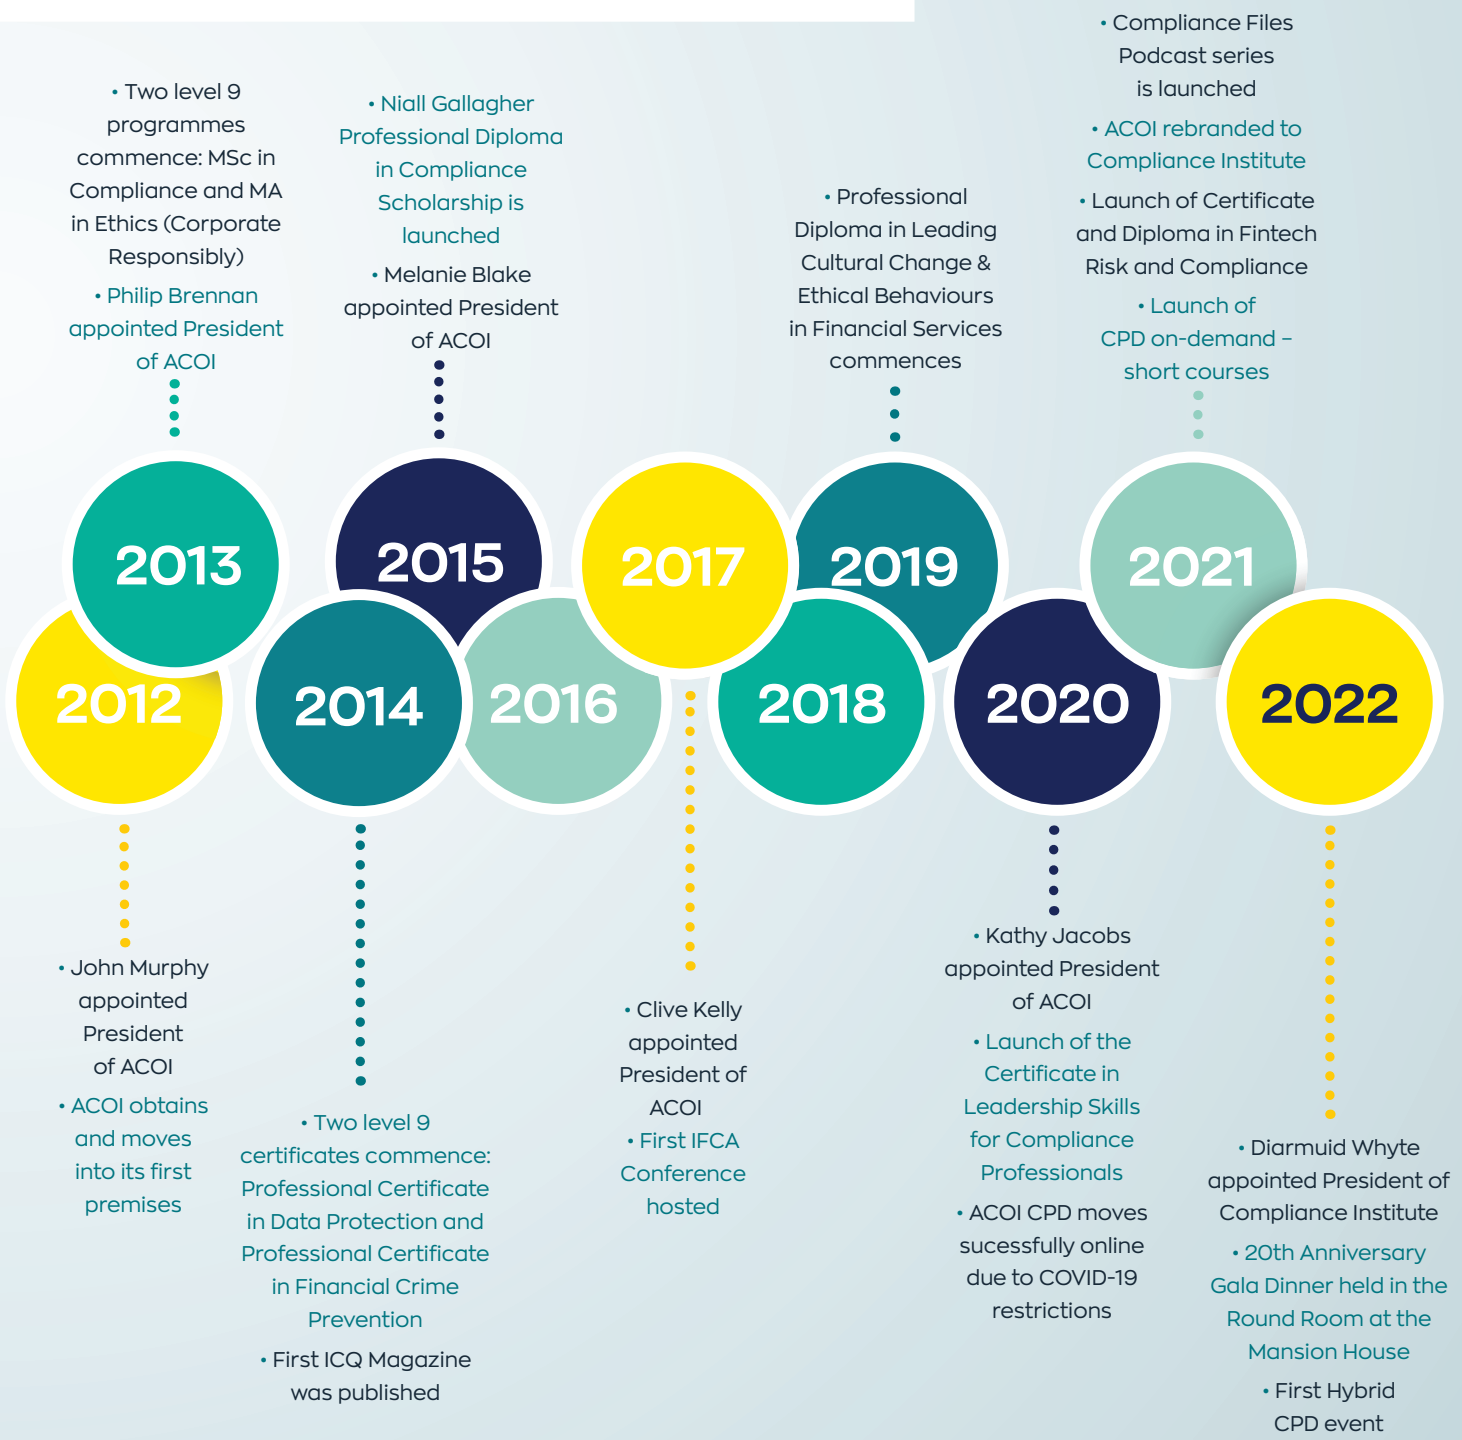 • Two level 9
programmes
commence: MSc in
Compliance and MA
in Ethics (Corporate
Responsibly)
• Philip Brennan
appointed President
of ACOI
• Niall Gallagher
Professional Diploma
in Compliance
Scholarship is
launched
• Melanie Blake
appointed President
of ACOI
• Professional
Diploma in Leading
Cultural Change &
Ethical Behaviours
in Financial Services
commences
• Compliance Files
Podcast series
is launched
• ACOI rebranded to
Compliance Institute
• Launch of Certificate
and Diploma in Fintech
Risk and Compliance
• Launch of
CPD on-demand –
short courses
2013
2015
2017
2019
2021
2012
2014
2016
2018
2020
2022
• John Murphy
appointed
President
of ACOI
• ACOI obtains
and moves
into its first
premises
• Two level 9
certificates commence:
Professional Certificate
in Data Protection and
Professional Certificate
in Financial Crime
Prevention
• First ICQ Magazine
was published
• Clive Kelly
appointed
President of
ACOI
• First IFCA
Conference
hosted
• Kathy Jacobs
appointed President
of ACOI
• Launch of the
Certificate in
Leadership Skills
for Compliance
Professionals
• ACOI CPD moves
sucessfully online
due to COVID-19
restrictions
• Diarmuid Whyte
appointed President of
Compliance Institute
• 20th Anniversary
Gala Dinner held in the
Round Room at the
Mansion House
• First Hybrid
CPD event